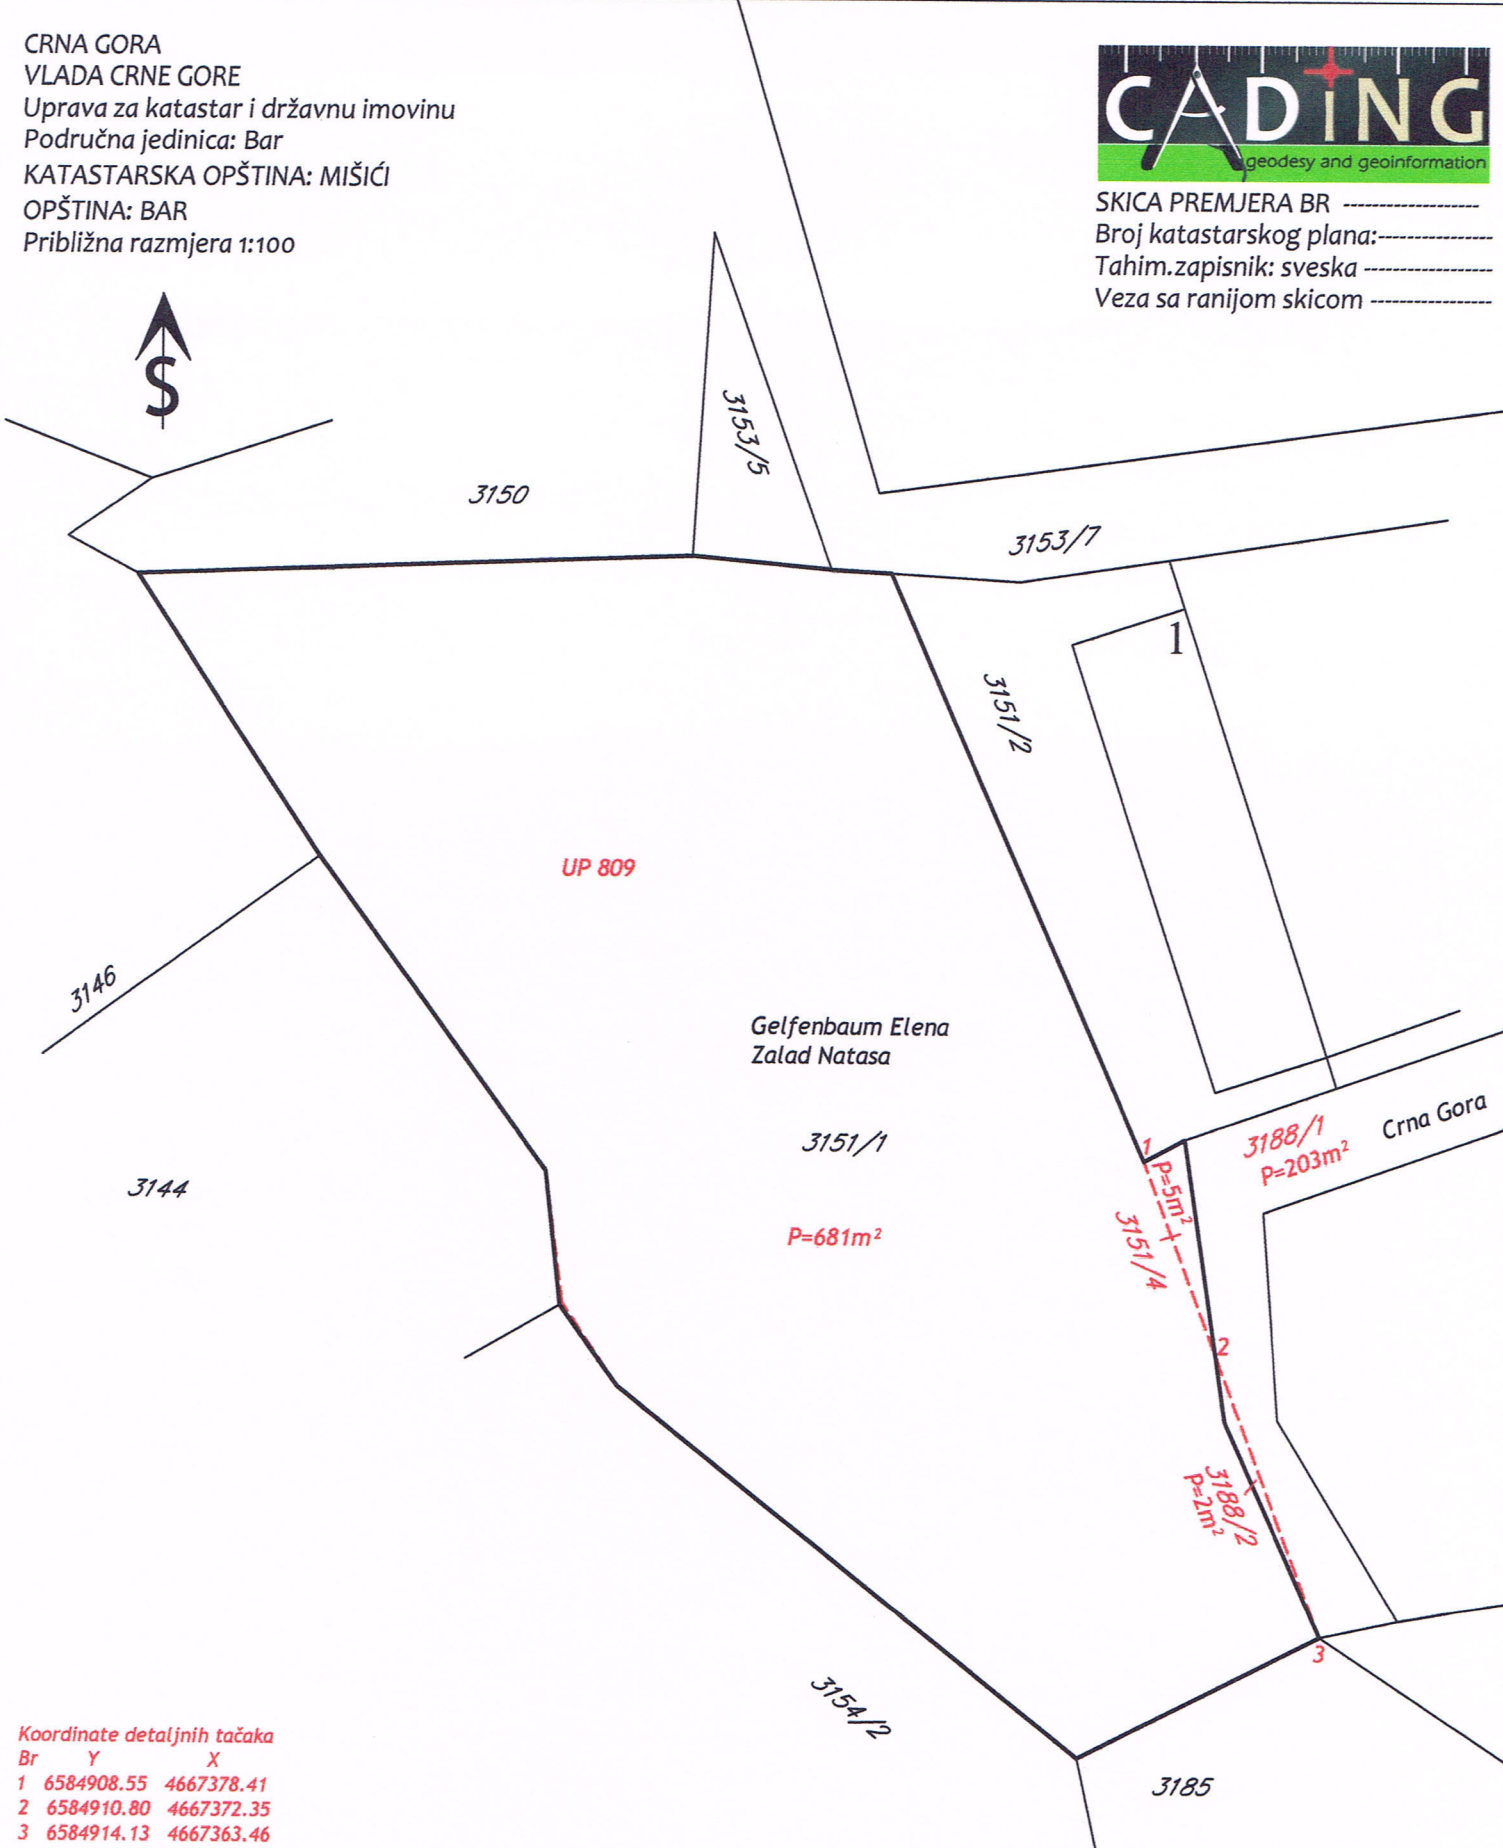 CRNA GORA
VLADA CRNE GORE
Uprava za katastar i državnu imovinu
Područna jedinica: Bar
KATASTARSKA OPŠTINA: MIŠIĆI
OPŠTINA: BAR
Približna razmjera 1:100
CADiNG
geodesy and geoinformation
SKICA PREMJERA BR -------------------
Broj katastarskog plana:----------------
Tahim.zapisnik: sveska ------------------
Veza sa ranijom skicom -----------------
S
3153/5
3150
3153/7
1
3151/2
UP 809
3146
Gelfenbaum Elena
Zalad Natasa
3151/1
3144
P=681m²
1
P=5m²
3151/4
3188/1
P=203m²
Crna Gora
2
3188/2
P=2m²
3
3154/2
3185
Koordinate detaljnih tačaka
Br Y X
1 6584908.55 4667378.41
2 6584910.80 4667372.35
3 6584914.13 4667363.46